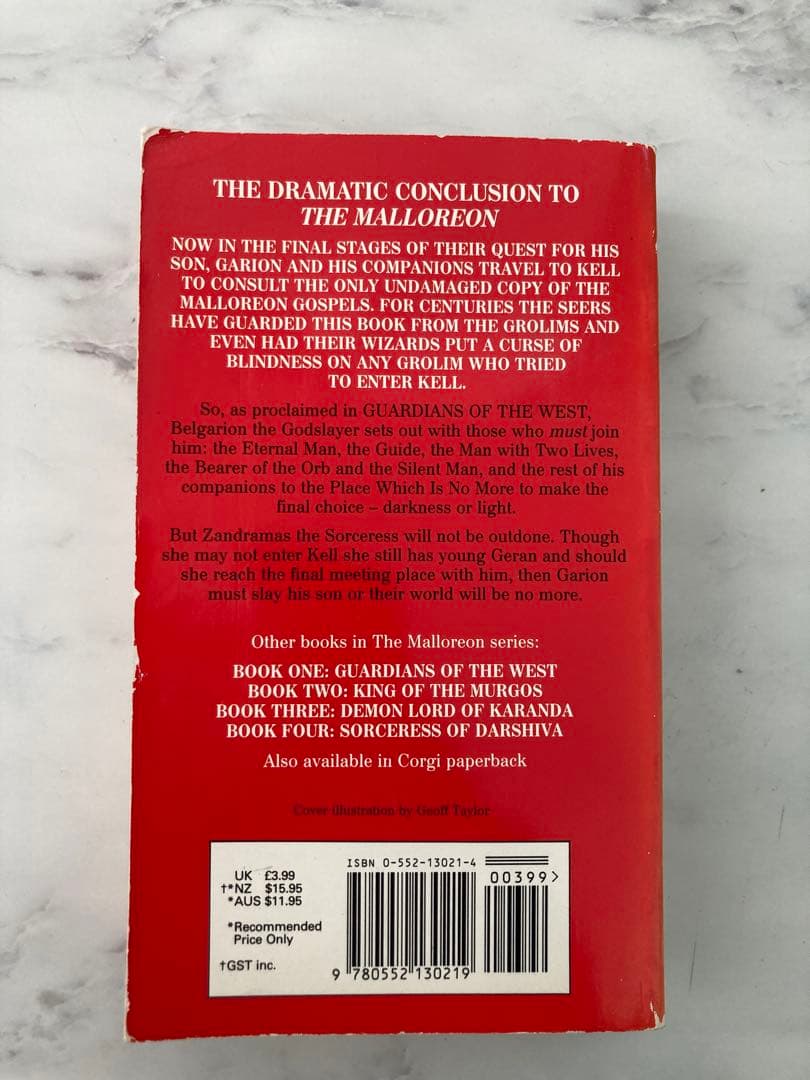 THE DRAMATIC CONCLUSION TO
THE MALLOREON
NOW IN THE FINAL STAGES OF THEIR QUEST FOR HIS
SON, GARION AND HIS COMPANIONS TRAVEL TO KELL
TO CONSULT THE ONLY UNDAMAGED COPY OF THE
MALLOREON GOSPELS. FOR CENTURIES THE SEERS
HAVE GUARDED THIS BOOK FROM THE GROLIMS AND
EVEN HAD THEIR WIZARDS PUT A CURSE OF
BLINDNESS ON ANY GROLIM WHO TRIED
TO ENTER KELL.
So, as proclaimed in GUARDIANS OF THE WEST,
Belgarion the Godslayer sets out with those who must join
him: the Eternal Man, the Guide, the Man with Two Lives,
the Bearer of the Orb and the Silent Man, and the rest of his
companions to the Place Which Is No More to make the
final choice – darkness or light.
But Zandramas the Sorceress will not be outdone. Though
she may not enter Kell she still has young Geran and should
she reach the final meeting place with him, then Garion
must slay his son or their world will be no more.
Other books in The Malloreon series:
BOOK ONE: GUARDIANS OF THE WEST
BOOK TWO: KING OF THE MURGOS
BOOK THREE: DEMON LORD OF KARANDA
BOOK FOUR: SORCERESS OF DARSHIVA
Also available in Corgi paperback
Cover illustration by Geoff Taylor
UK £3.99
†*NZ $15.95
*AUS $11.95
*Recommended
Price Only
†GST inc.
ISBN 0-552-13021-4
00399>
9 780552 130219